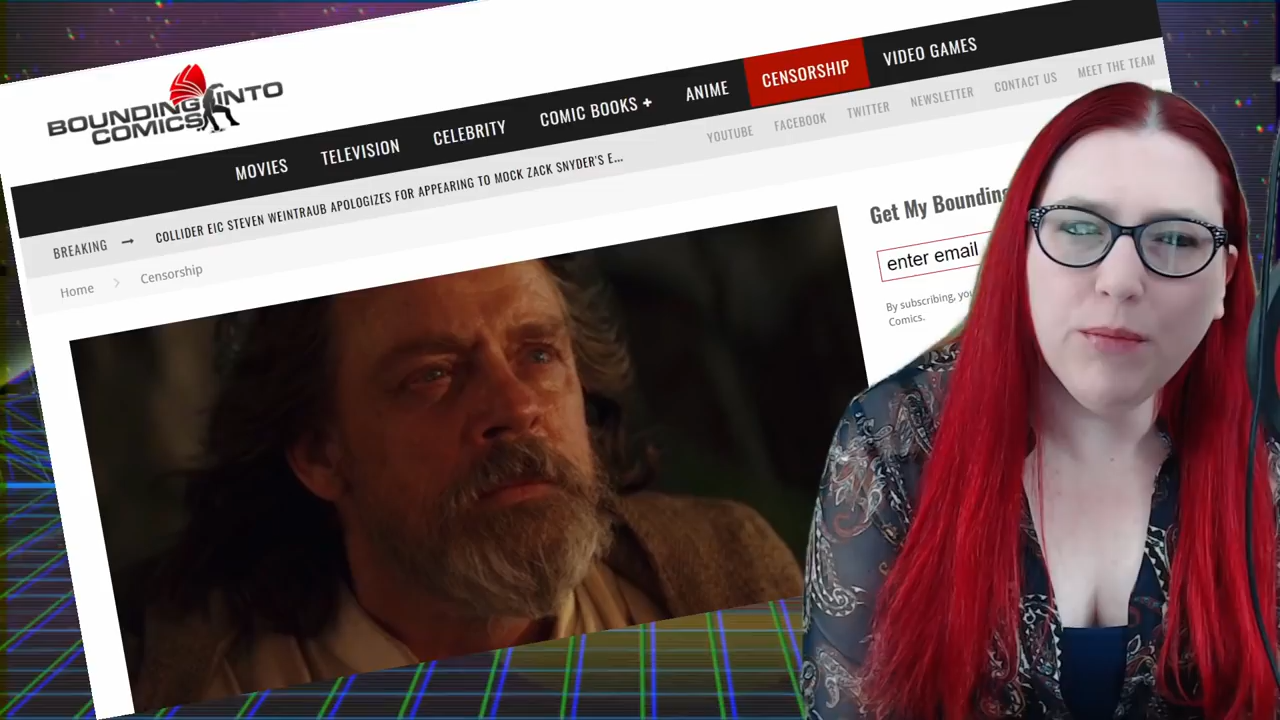 BOUNDING INTO
COMICS
MOVIES TELEVISION CELEBRITY COMIC BOOKS + ANIME CENSORSHIP VIDEO GAMES
YOUTUBE FACEBOOK TWITTER NEWSLETTER CONTACT US MEET THE TEAM
BREAKING → COLLIDER EIC STEVEN WEINTRAUB APOLOGIZES FOR APPEARING TO MOCK ZACK SNYDER'S E...
Home > Censorship
Get My Bounding
enter email
By subscribing, you
Comics.